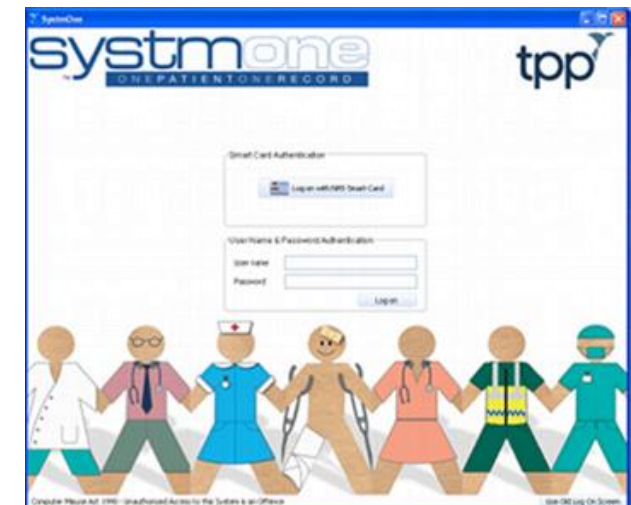 SystmOne
systmone
ONEPATIENTONERECORD
tpp
Smart Card Authentication
Log on with NHS Smart Card
User Name & Password Authentication
User name
Password
Log on
Computer Misuse Act 1990 - Unauthorised Access to this System is an Offence
Use Old Log On Screen